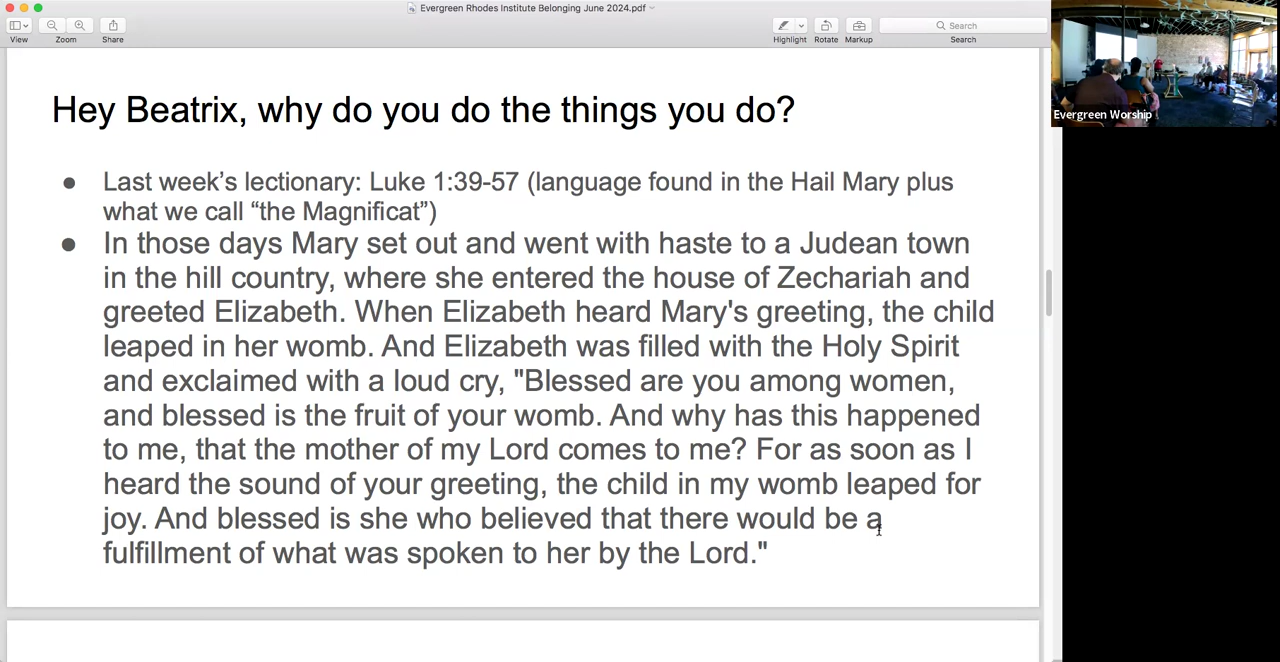 Evergreen Rhodes Institute Belonging June 2024.pdf
View
Zoom
Share
Highlight
Rotate
Markup
Search
Search
Evergreen Worship
Hey Beatrix, why do you do the things you do?
● Last week’s lectionary: Luke 1:39-57 (language found in the Hail Mary plus
what we call “the Magnificat”)
● In those days Mary set out and went with haste to a Judean town
in the hill country, where she entered the house of Zechariah and
greeted Elizabeth. When Elizabeth heard Mary's greeting, the child
leaped in her womb. And Elizabeth was filled with the Holy Spirit
and exclaimed with a loud cry, "Blessed are you among women,
and blessed is the fruit of your womb. And why has this happened
to me, that the mother of my Lord comes to me? For as soon as I
heard the sound of your greeting, the child in my womb leaped for
joy. And blessed is she who believed that there would be a
fulfillment of what was spoken to her by the Lord."